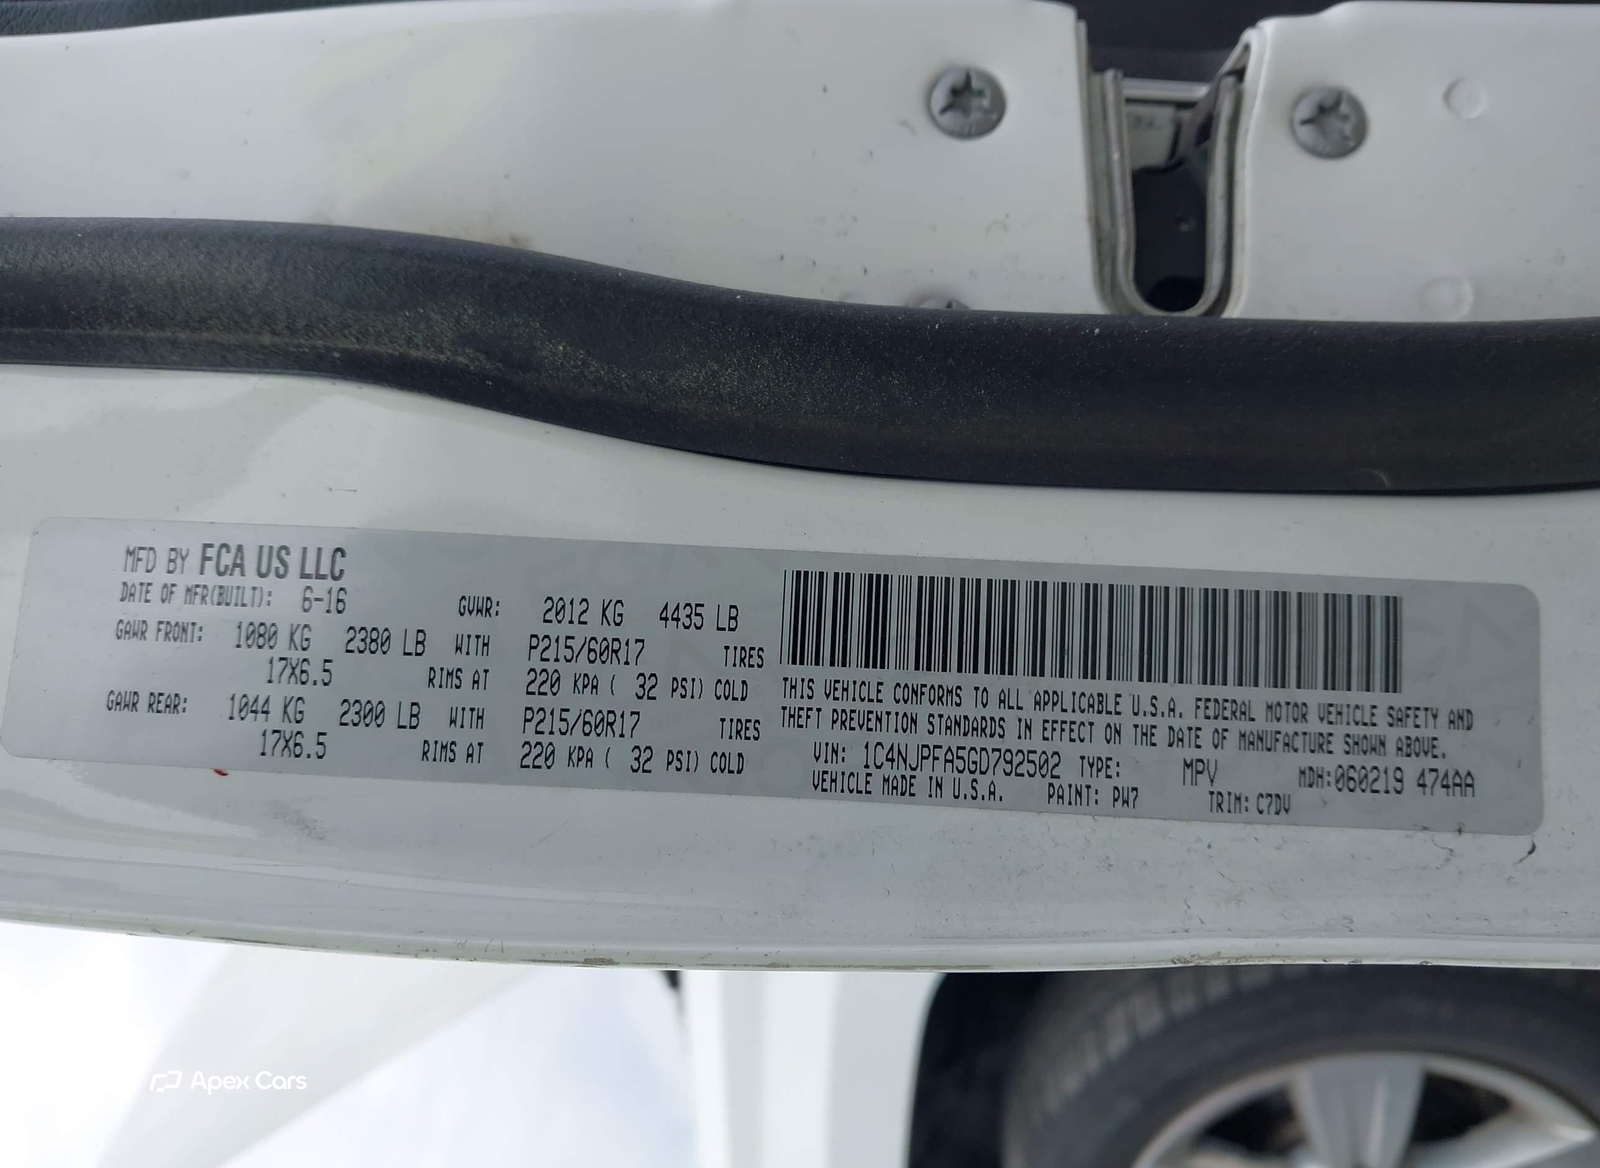 MFD BY FCA US LLC
DATE OF MFR(BUILT): 6-16 GVWR: 2012 KG 4435 LB
GAWR FRONT: 1080 KG 2380 LB WITH P215/60R17 TIRES
17X6.5 RIMS AT 220 KPA ( 32 PSI) COLD
GAWR REAR: 1044 KG 2300 LB WITH P215/60R17 TIRES
17X6.5 RIMS AT 220 KPA ( 32 PSI) COLD
THIS VEHICLE CONFORMS TO ALL APPLICABLE U.S.A. FEDERAL MOTOR VEHICLE SAFETY AND
THEFT PREVENTION STANDARDS IN EFFECT ON THE DATE OF MANUFACTURE SHOWN ABOVE.
VIN: 1C4NJPFA5GD792502 TYPE: MPV MDH:060219 474AA
VEHICLE MADE IN U.S.A. PAINT: PW7 TRIM: C7DV
Apex Cars